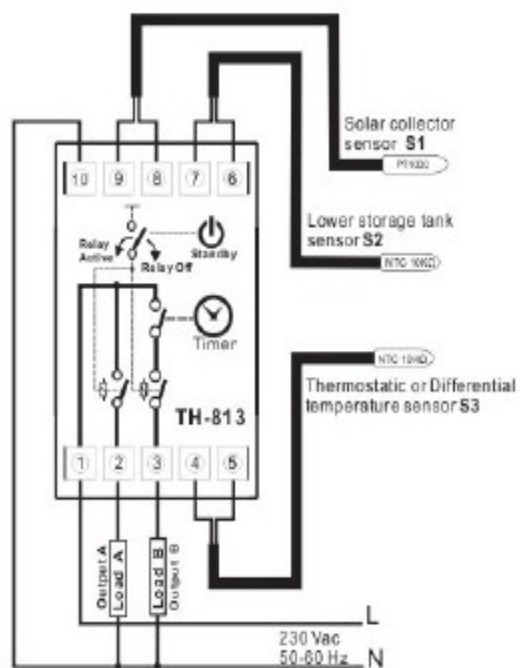 Solar collector
sensor S1
PT1000
10 9 8 7 6
Lower storage tank
sensor S2
NTC 10KΩ
Relay
Active
Relay Off
Standby
Timer
NTC 10KΩ
Thermostatic or Differential
temperature sensor S3
TH-813
1 2 3 4 5
Output A
Load A
Load B
Output B
L
230 Vac
50-60 Hz
N